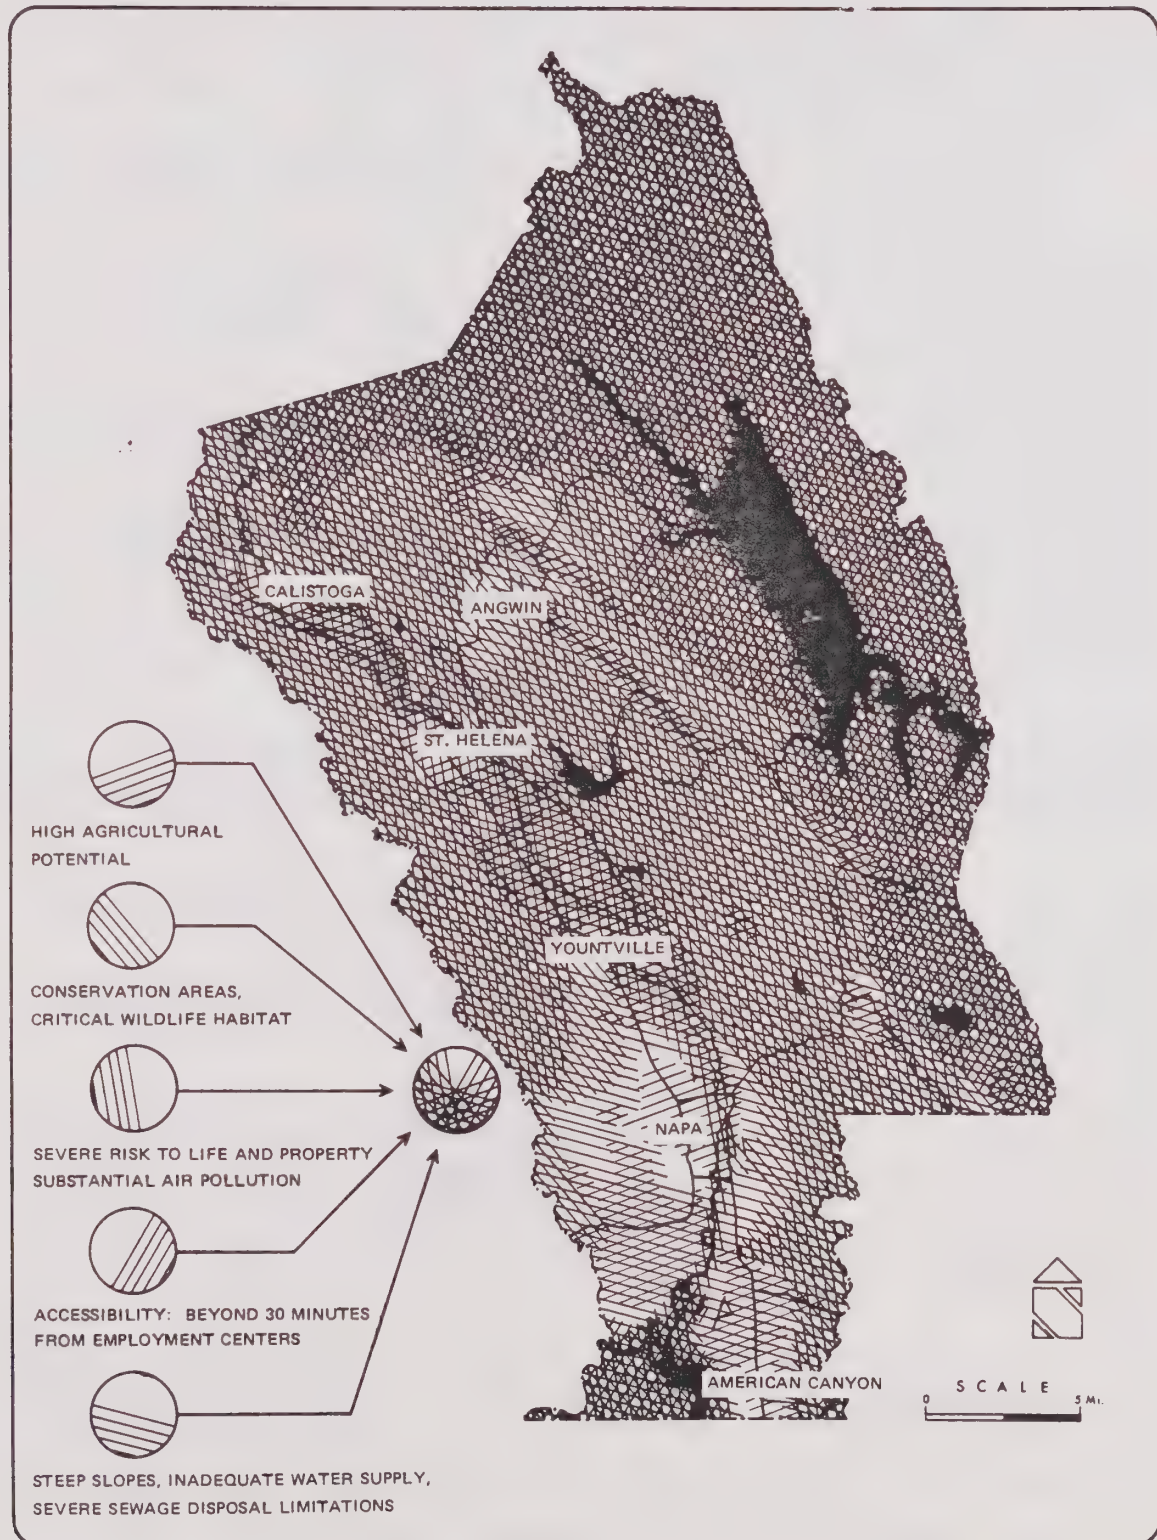 CALISTOGA
ANGWIN
ST. HELENA
HIGH AGRICULTURAL
POTENTIAL
YOUNTVILLE
CONSERVATION AREAS,
CRITICAL WILDLIFE HABITAT
NAPA
SEVERE RISK TO LIFE AND PROPERTY
SUBSTANTIAL AIR POLLUTION
ACCESSIBILITY: BEYOND 30 MINUTES
FROM EMPLOYMENT CENTERS
AMERICAN CANYON
SCALE
0 5 MI.
STEEP SLOPES, INADEQUATE WATER SUPPLY,
SEVERE SEWAGE DISPOSAL LIMITATIONS